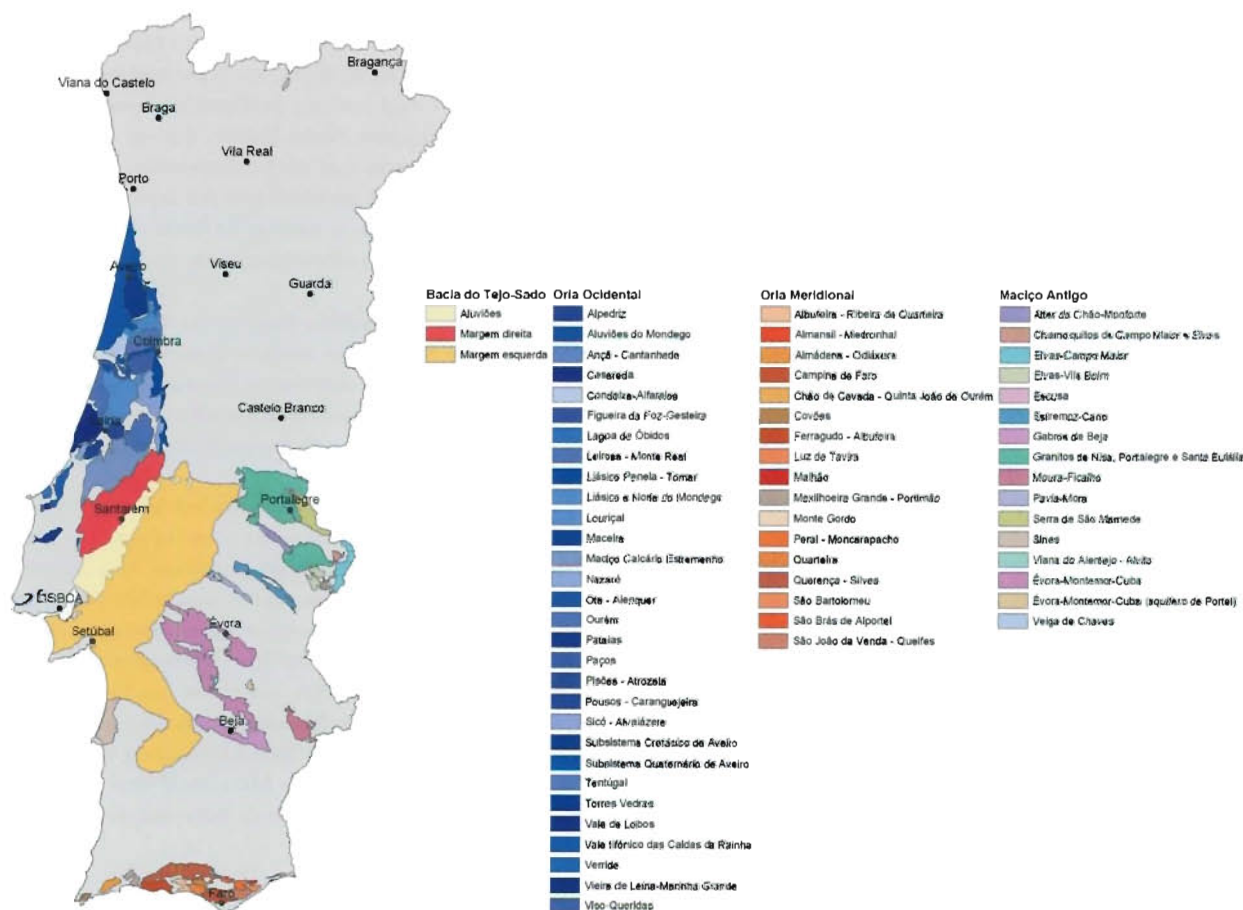 Bragança
Viana do Castelo
Braga
Vila Real
Porto
Aveiro
Viseu
Guarda
Coimbra
Leiria
Castelo Branco
Santarém
Portalegre
LISBOA
Setúbal
Évora
Beja
Faro
Bacia do Tejo-Sado
Aluviões
Margem direita
Margem esquerda
Orla Ocidental
Alpedriz
Aluviões do Mondego
Ançã - Cantanhede
Cesareda
Condeixa-Alfarelos
Figueira da Foz-Gesteira
Lagoa de Óbidos
Leirosa - Monte Real
Liásico Penela - Tomar
Liásico a Norte do Mondego
Louriçal
Maceira
Maciço Calcário Estremenho
Nazaré
Ota - Alenquer
Ourém
Pataias
Paços
Pisões - Atrozela
Pousos - Caranguejeira
Sicó - Alvaiázere
Subsistema Cretácico de Aveiro
Subsistema Quaternário de Aveiro
Tentúgal
Torres Vedras
Vale de Lobos
Vale tifónico das Caldas da Rainha
Verride
Vieira de Leiria-Marinha Grande
Viso-Queridas
Orla Meridional
Albufeira - Ribeira de Quarteira
Almansil - Medronhal
Almádena - Odiáxere
Campina de Faro
Chão de Cevada - Quinta João de Ourém
Covões
Ferragudo - Albufeira
Luz de Tavira
Malhão
Mexilhoeira Grande - Portimão
Monte Gordo
Peral - Moncarapacho
Quarteira
Querença - Silves
São Bartolomeu
São Brás de Alportel
São João da Venda - Quelfes
Maciço Antigo
Alter do Chão-Monforte
Charnoquitos de Campo Maior e Elvas
Elvas-Campo Maior
Elvas-Vila Boim
Escusa
Estremoz-Cano
Gabros de Beja
Granitos de Nisa, Portalegre e Santa Eulália
Moura-Ficalho
Pavia-Mora
Serra de São Mamede
Sines
Viana do Alentejo - Alvito
Évora-Montemor-Cuba
Évora-Montemor-Cuba (aquífero de Portel)
Veiga de Chaves